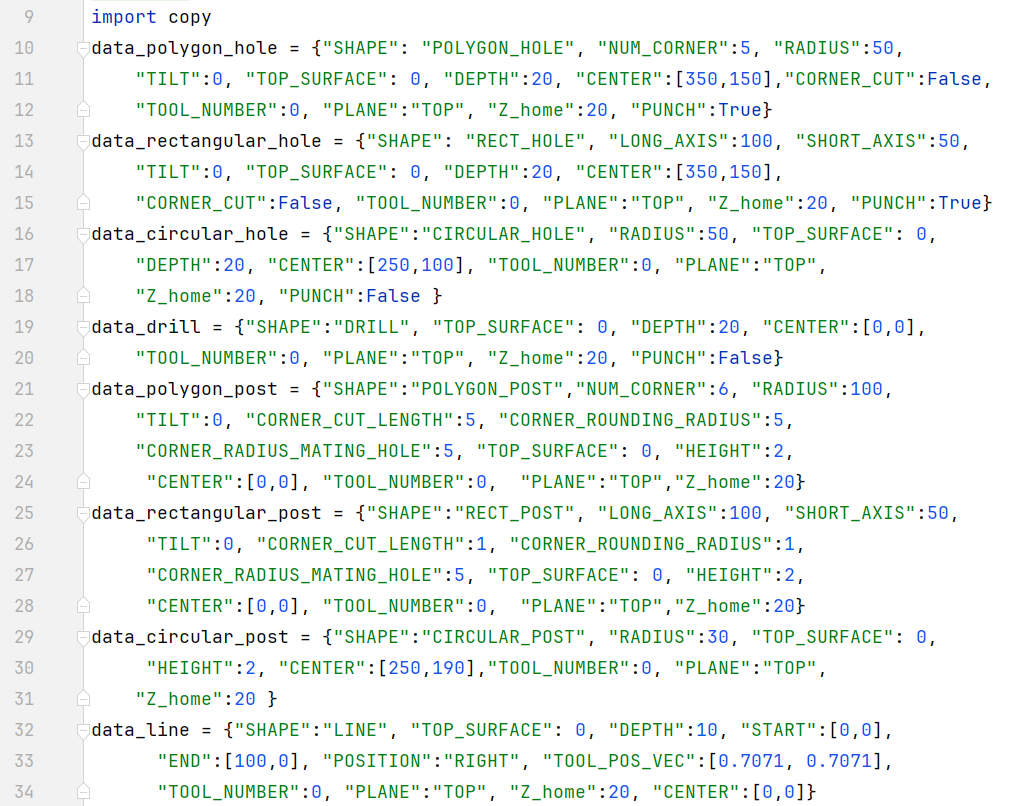 9 import copy
10 data_polygon_hole = {"SHAPE": "POLYGON_HOLE", "NUM_CORNER":5, "RADIUS":50,
11 "TILT":0, "TOP_SURFACE": 0, "DEPTH":20, "CENTER":[350,150],"CORNER_CUT":False,
12 "TOOL_NUMBER":0, "PLANE":"TOP", "Z_home":20, "PUNCH":True}
13 data_rectangular_hole = {"SHAPE": "RECT_HOLE", "LONG_AXIS":100, "SHORT_AXIS":50,
14 "TILT":0, "TOP_SURFACE": 0, "DEPTH":20, "CENTER":[350,150],
15 "CORNER_CUT":False, "TOOL_NUMBER":0, "PLANE":"TOP", "Z_home":20, "PUNCH":True}
16 data_circular_hole = {"SHAPE":"CIRCULAR_HOLE", "RADIUS":50, "TOP_SURFACE": 0,
17 "DEPTH":20, "CENTER":[250,100], "TOOL_NUMBER":0, "PLANE":"TOP",
18 "Z_home":20, "PUNCH":False }
19 data_drill = {"SHAPE":"DRILL", "TOP_SURFACE": 0, "DEPTH":20, "CENTER":[0,0],
20 "TOOL_NUMBER":0, "PLANE":"TOP", "Z_home":20, "PUNCH":False}
21 data_polygon_post = {"SHAPE":"POLYGON_POST","NUM_CORNER":6, "RADIUS":100,
22 "TILT":0, "CORNER_CUT_LENGTH":5, "CORNER_ROUNDING_RADIUS":5,
23 "CORNER_RADIUS_MATING_HOLE":5, "TOP_SURFACE": 0, "HEIGHT":2,
24 "CENTER":[0,0], "TOOL_NUMBER":0,  "PLANE":"TOP","Z_home":20}
25 data_rectangular_post = {"SHAPE":"RECT_POST", "LONG_AXIS":100, "SHORT_AXIS":50,
26 "TILT":0, "CORNER_CUT_LENGTH":1, "CORNER_ROUNDING_RADIUS":1,
27 "CORNER_RADIUS_MATING_HOLE":5, "TOP_SURFACE": 0, "HEIGHT":2,
28 "CENTER":[0,0], "TOOL_NUMBER":0,  "PLANE":"TOP","Z_home":20}
29 data_circular_post = {"SHAPE":"CIRCULAR_POST", "RADIUS":30, "TOP_SURFACE": 0,
30 "HEIGHT":2, "CENTER":[250,190],"TOOL_NUMBER":0, "PLANE":"TOP",
31 "Z_home":20 }
32 data_line = {"SHAPE":"LINE", "TOP_SURFACE": 0, "DEPTH":10, "START":[0,0],
33 "END":[100,0], "POSITION":"RIGHT", "TOOL_POS_VEC":[0.7071, 0.7071],
34 "TOOL_NUMBER":0, "PLANE":"TOP", "Z_home":20, "CENTER":[0,0]}